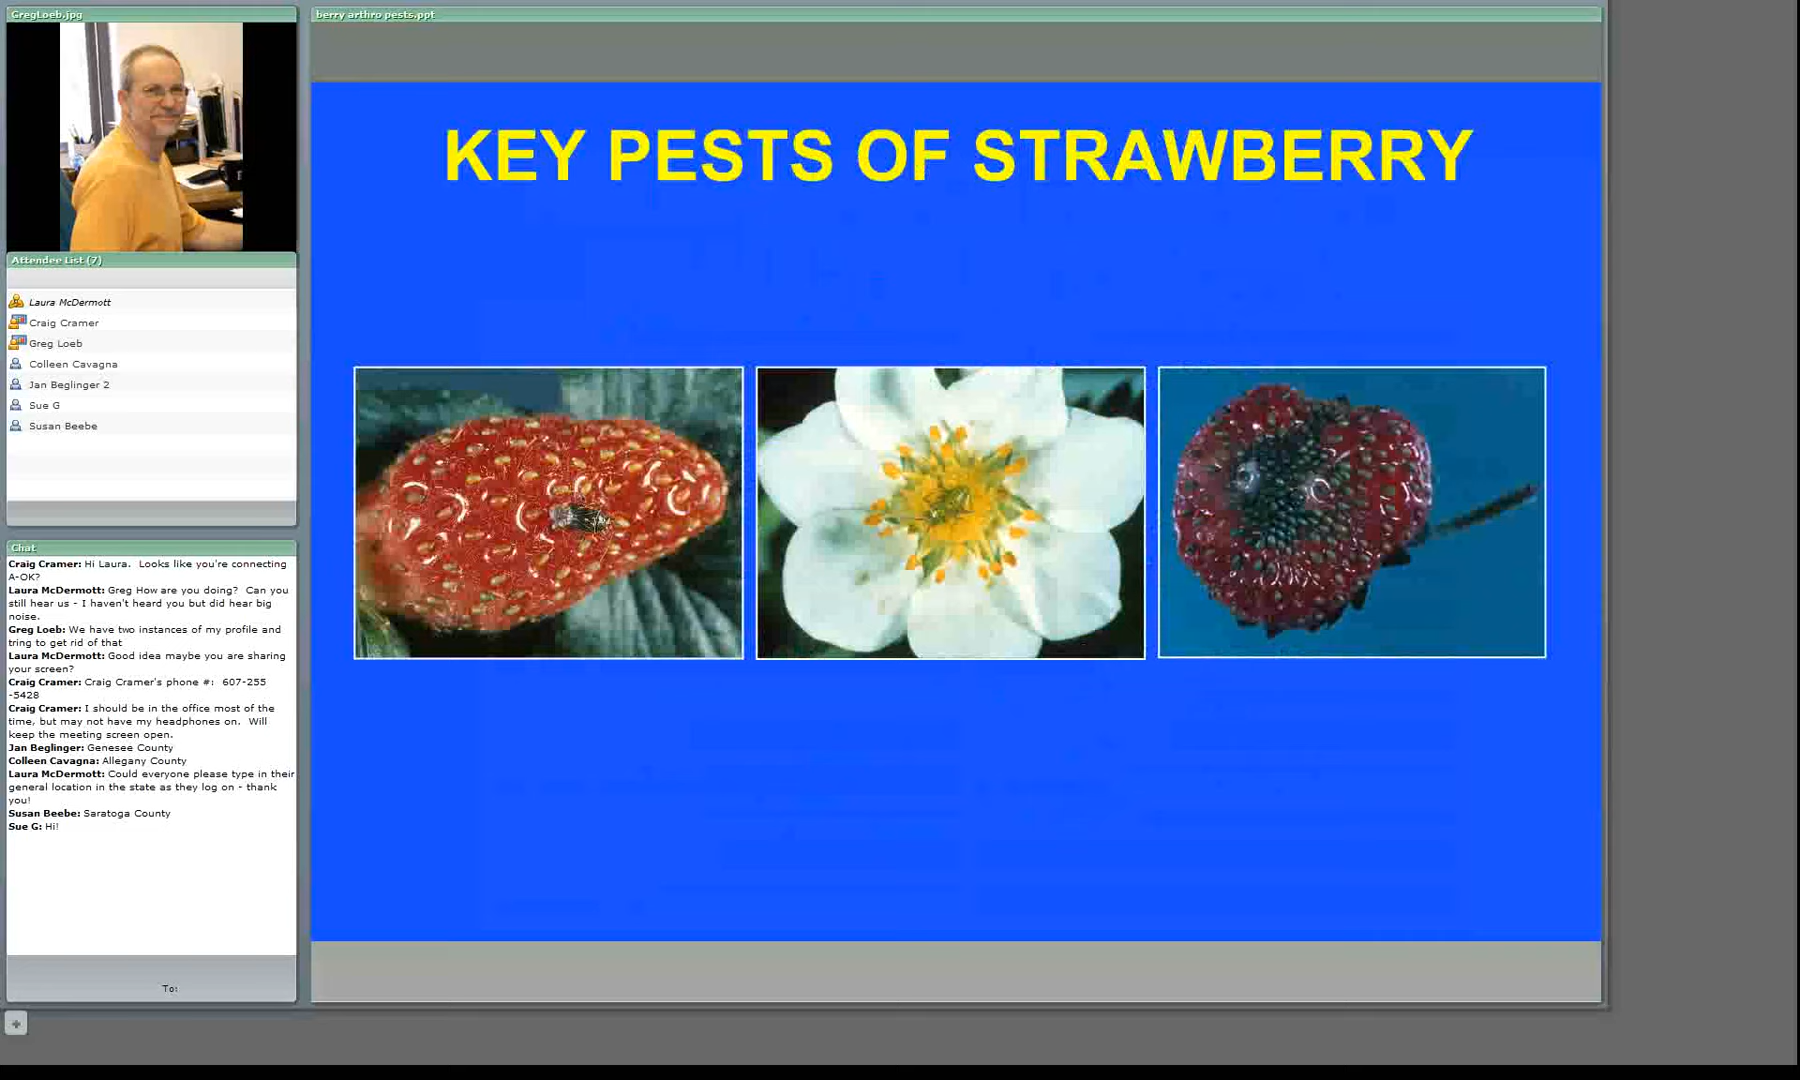 GregLoeb.jpg
berry arthro pests.ppt
KEY PESTS OF STRAWBERRY
Attendee List (7)
Laura McDermott
Craig Cramer
Greg Loeb
Colleen Cavagna
Jan Beglinger 2
Sue G
Susan Beebe
Chat
Craig Cramer: Hi Laura.  Looks like you're connecting
A-OK?
Laura McDermott: Greg How are you doing?  Can you
still hear us - I haven't heard you but did hear big
noise.
Greg Loeb: We have two instances of my profile and
tring to get rid of that
Laura McDermott: Good idea maybe you are sharing
your screen?
Craig Cramer: Craig Cramer's phone #:  607-255
-5428
Craig Cramer: I should be in the office most of the
time, but may not have my headphones on.  Will
keep the meeting screen open.
Jan Beglinger: Genesee County
Colleen Cavagna: Allegany County
Laura McDermott: Could everyone please type in their
general location in the state as they log on - thank
you!
Susan Beebe: Saratoga County
Sue G: Hi!
To: